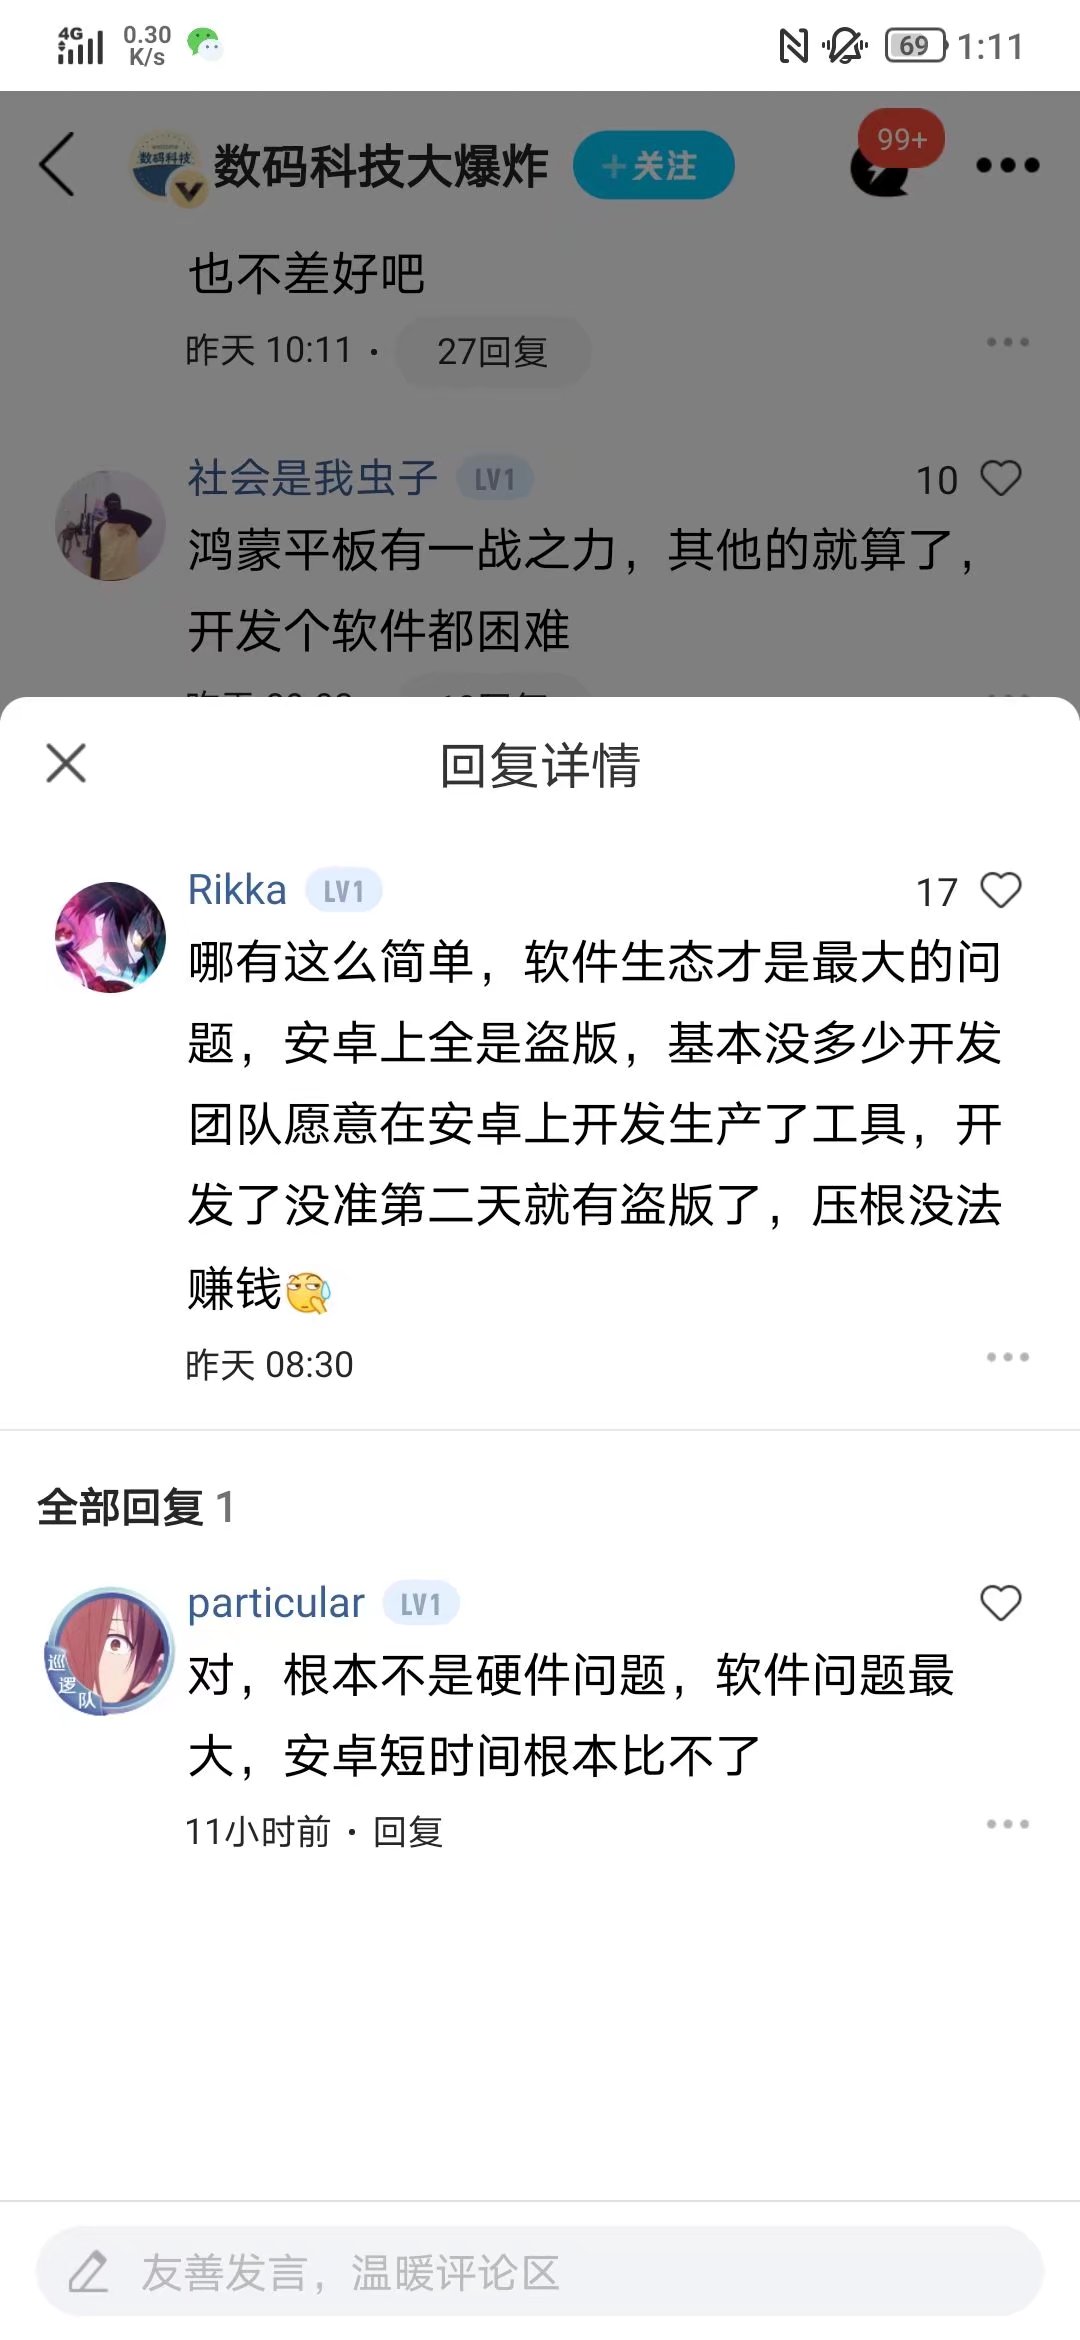 4G 0.30 K/s 69 1:11
数码科技 数码科技大爆炸 +关注 99+
也不差好吧
昨天 10:11 · 27回复
社会是我虫子 LV1 10
鸿蒙平板有一战之力，其他的就算了，
开发个软件都困难
回复详情
Rikka LV1 17
哪有这么简单，软件生态才是最大的问
题，安卓上全是盗版，基本没多少开发
团队愿意在安卓上开发生产了工具，开
发了没准第二天就有盗版了，压根没法
赚钱
昨天 08:30
全部回复 1
particular LV1
巡逻队
对，根本不是硬件问题，软件问题最
大，安卓短时间根本比不了
11小时前 · 回复
友善发言，温暖评论区